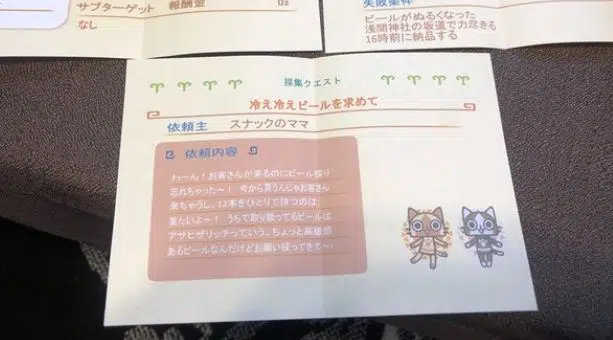 サブターゲット 報酬金 0z
なし
失敗条件
ビールがぬるくなった
浅間神社の坂道で力尽きる
16時前に納品する
採集クエスト
冷え冷えビールを求めて
依頼主 スナックのママ
依頼内容
ちょーん！お客さんが来るのにビール採り
忘れちゃった〜！ 今から買うんじゃお客さん
来ちゃうし、12本をひとりで持つのは
重たいよ〜！ うちで取り扱ってるビールは
アサヒザリッチっていう、ちょっと高級感
あるビールなんだけどお願い採ってきて〜！